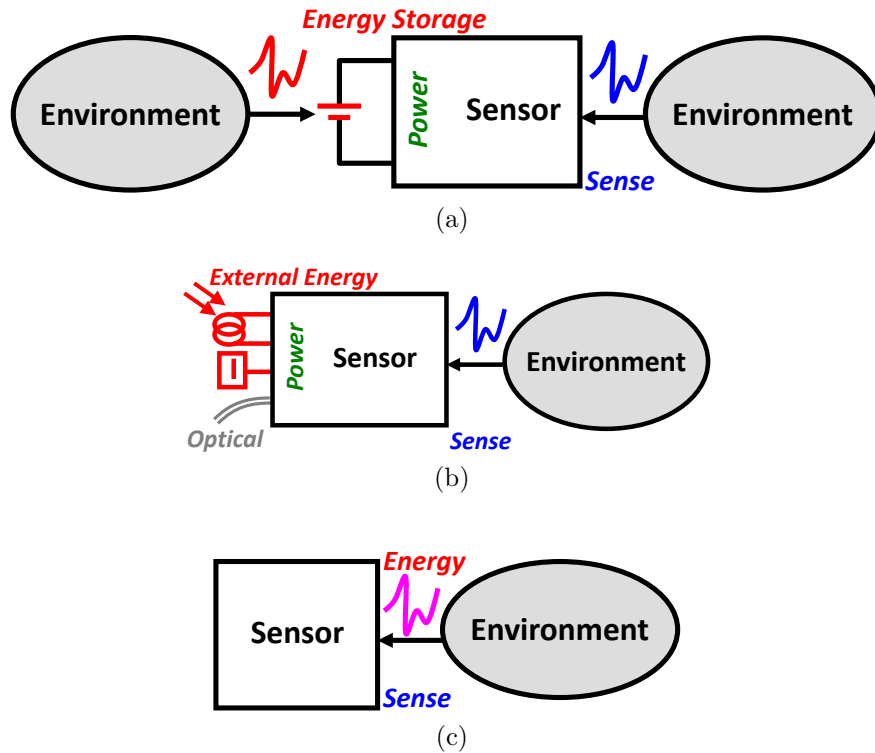 Energy Storage
Environment
Power
Sensor
Environment
Sense
(a)
External Energy
Power
Sensor
Environment
Optical
Sense
(b)
Energy
Sensor
Environment
Sense
(c)